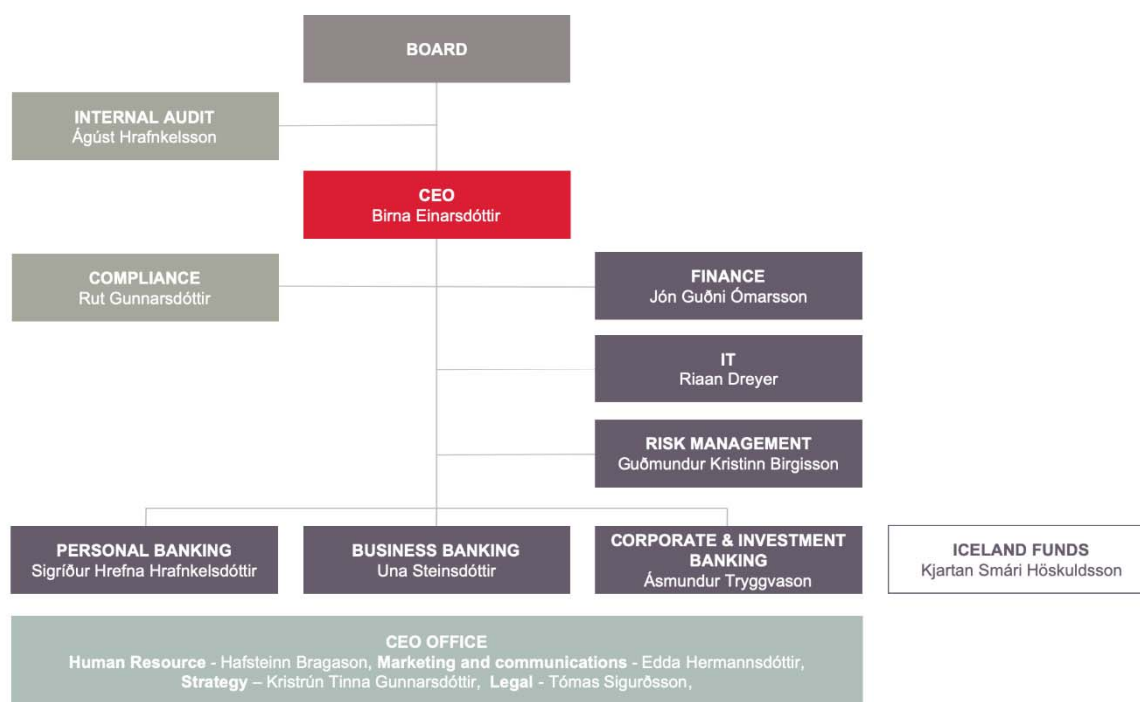 BOARD
INTERNAL AUDIT
Ágúst Hrafnkelsson
CEO
Birna Einarsdóttir
COMPLIANCE
Rut Gunnarsdóttir
FINANCE
Jón Guðni Ómarsson
IT
Riaan Dreyer
RISK MANAGEMENT
Guðmundur Kristinn Birgisson
PERSONAL BANKING
Sigríður Hrefna Hrafnkelsdóttir
BUSINESS BANKING
Una Steinsdóttir
CORPORATE & INVESTMENT
BANKING
Ásmundur Tryggvason
ICELAND FUNDS
Kjartan Smári Höskuldsson
CEO OFFICE
Human Resource - Hafsteinn Bragason, Marketing and communications - Edda Hermannsdóttir,
Strategy – Kristrún Tinna Gunnarsdóttir, Legal - Tómas Sigurðsson,